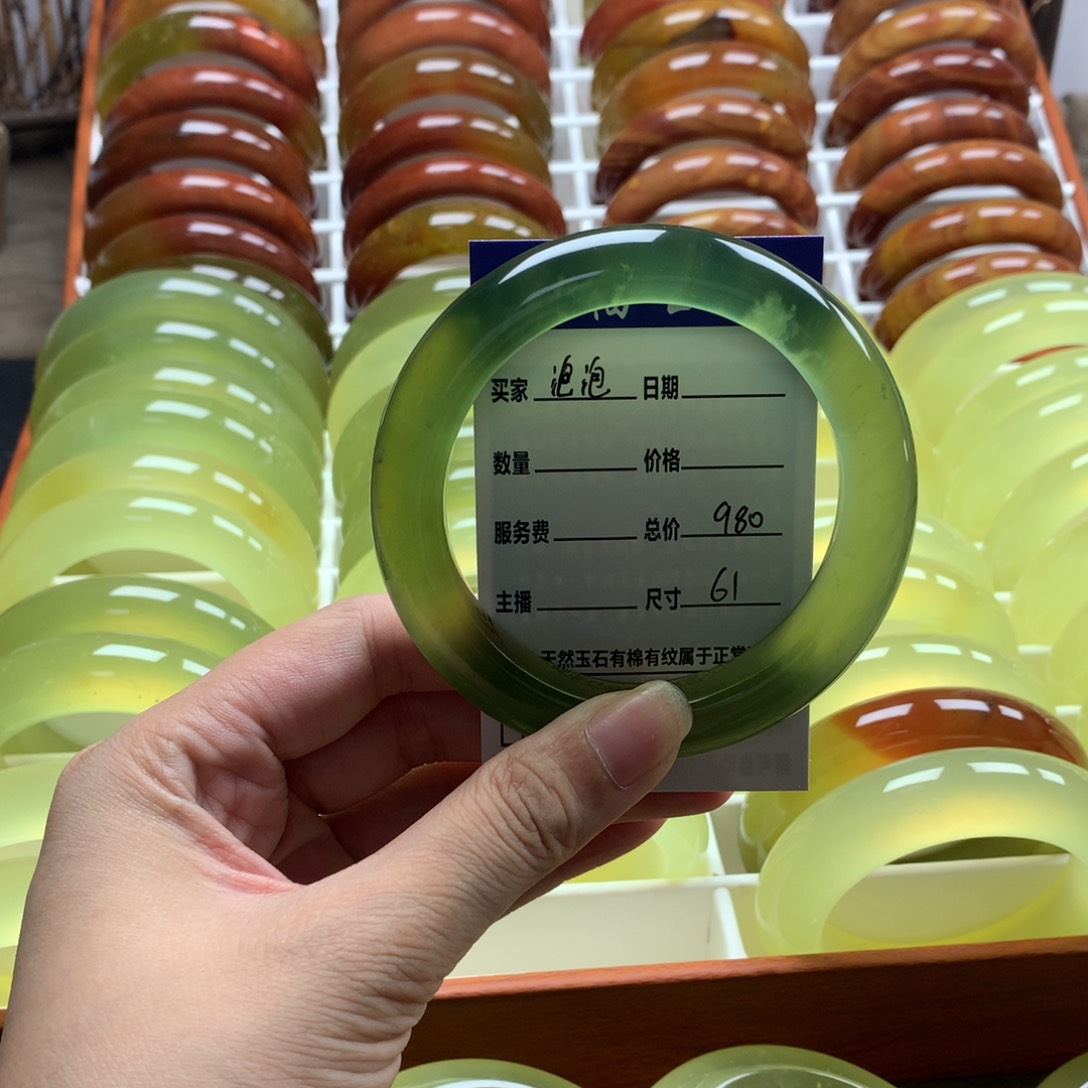 买家 泡泡 日期
数量 价格
服务费 总价 980
主播 尺寸 61
天然玉石有棉有纹属于正常